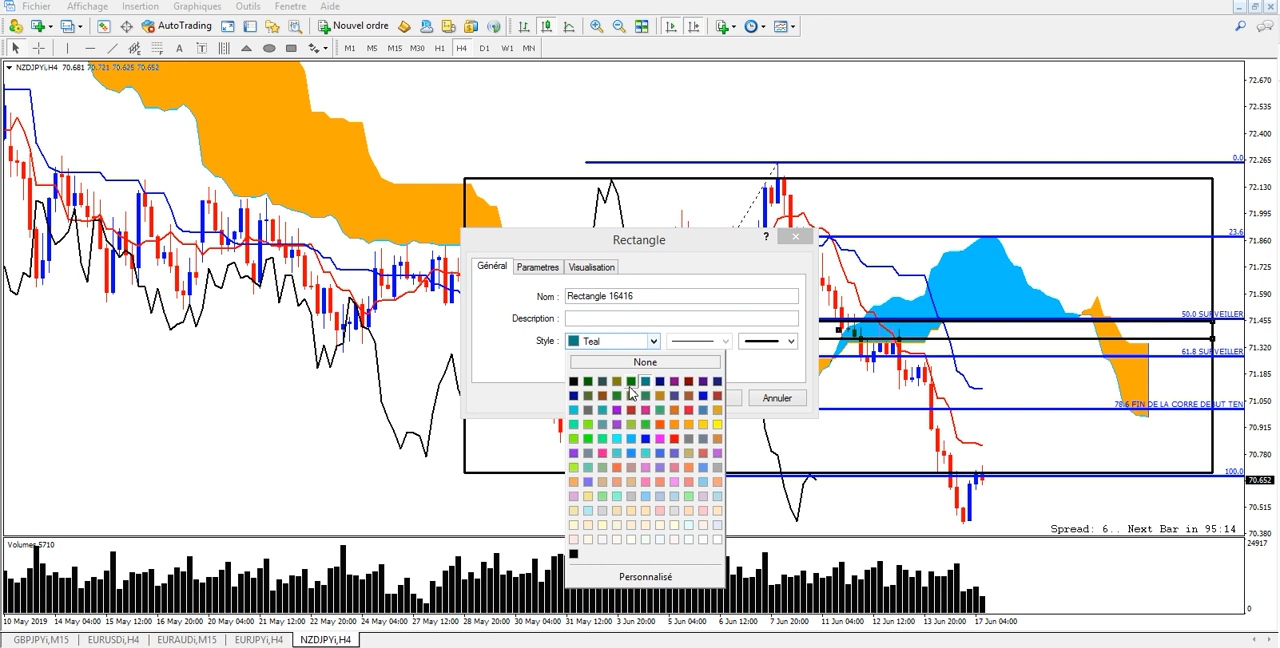 Fichier Affichage Insertion Graphiques Outils Fenetre Aide
AutoTrading Nouvel ordre
A T M1 M5 M15 M30 H1 H4 D1 W1 MN
NZDJPYi,H4 70.681 70.721 70.625 70.652
72.670
72.535
72.400
72.265
0.0
72.130
71.995
23.6
71.860
71.725
71.590
50.0 SURVEILLER
71.455
71.320
61.8 SURVEILLER
71.185
71.050
78.6 FIN DE LA CORRE DEBUT TEN
70.915
70.780
100.0
70.652
70.515
70.380
Rectangle
?
Général Parametres Visualisation
Nom : Rectangle 16416
Description :
Style : Teal
None
Annuler
Personnalisé
Spread: 6.. Next Bar in 95:14
Volumes 5710
24917
0
10 May 2019 14 May 04:00 15 May 12:00 16 May 20:00 20 May 04:00 21 May 12:00 22 May 20:00 24 May 04:00 27 May 12:00 28 May 20:00 30 May 04:00 31 May 12:00 3 Jun 20:00 5 Jun 04:00 6 Jun 12:00 7 Jun 20:00 11 Jun 04:00 12 Jun 12:00 13 Jun 20:00 17 Jun 04:00
GBPJPYi,M15 EURUSDi,H4 EURAUDi,M15 EURJPYi,H4 NZDJPYi,H4